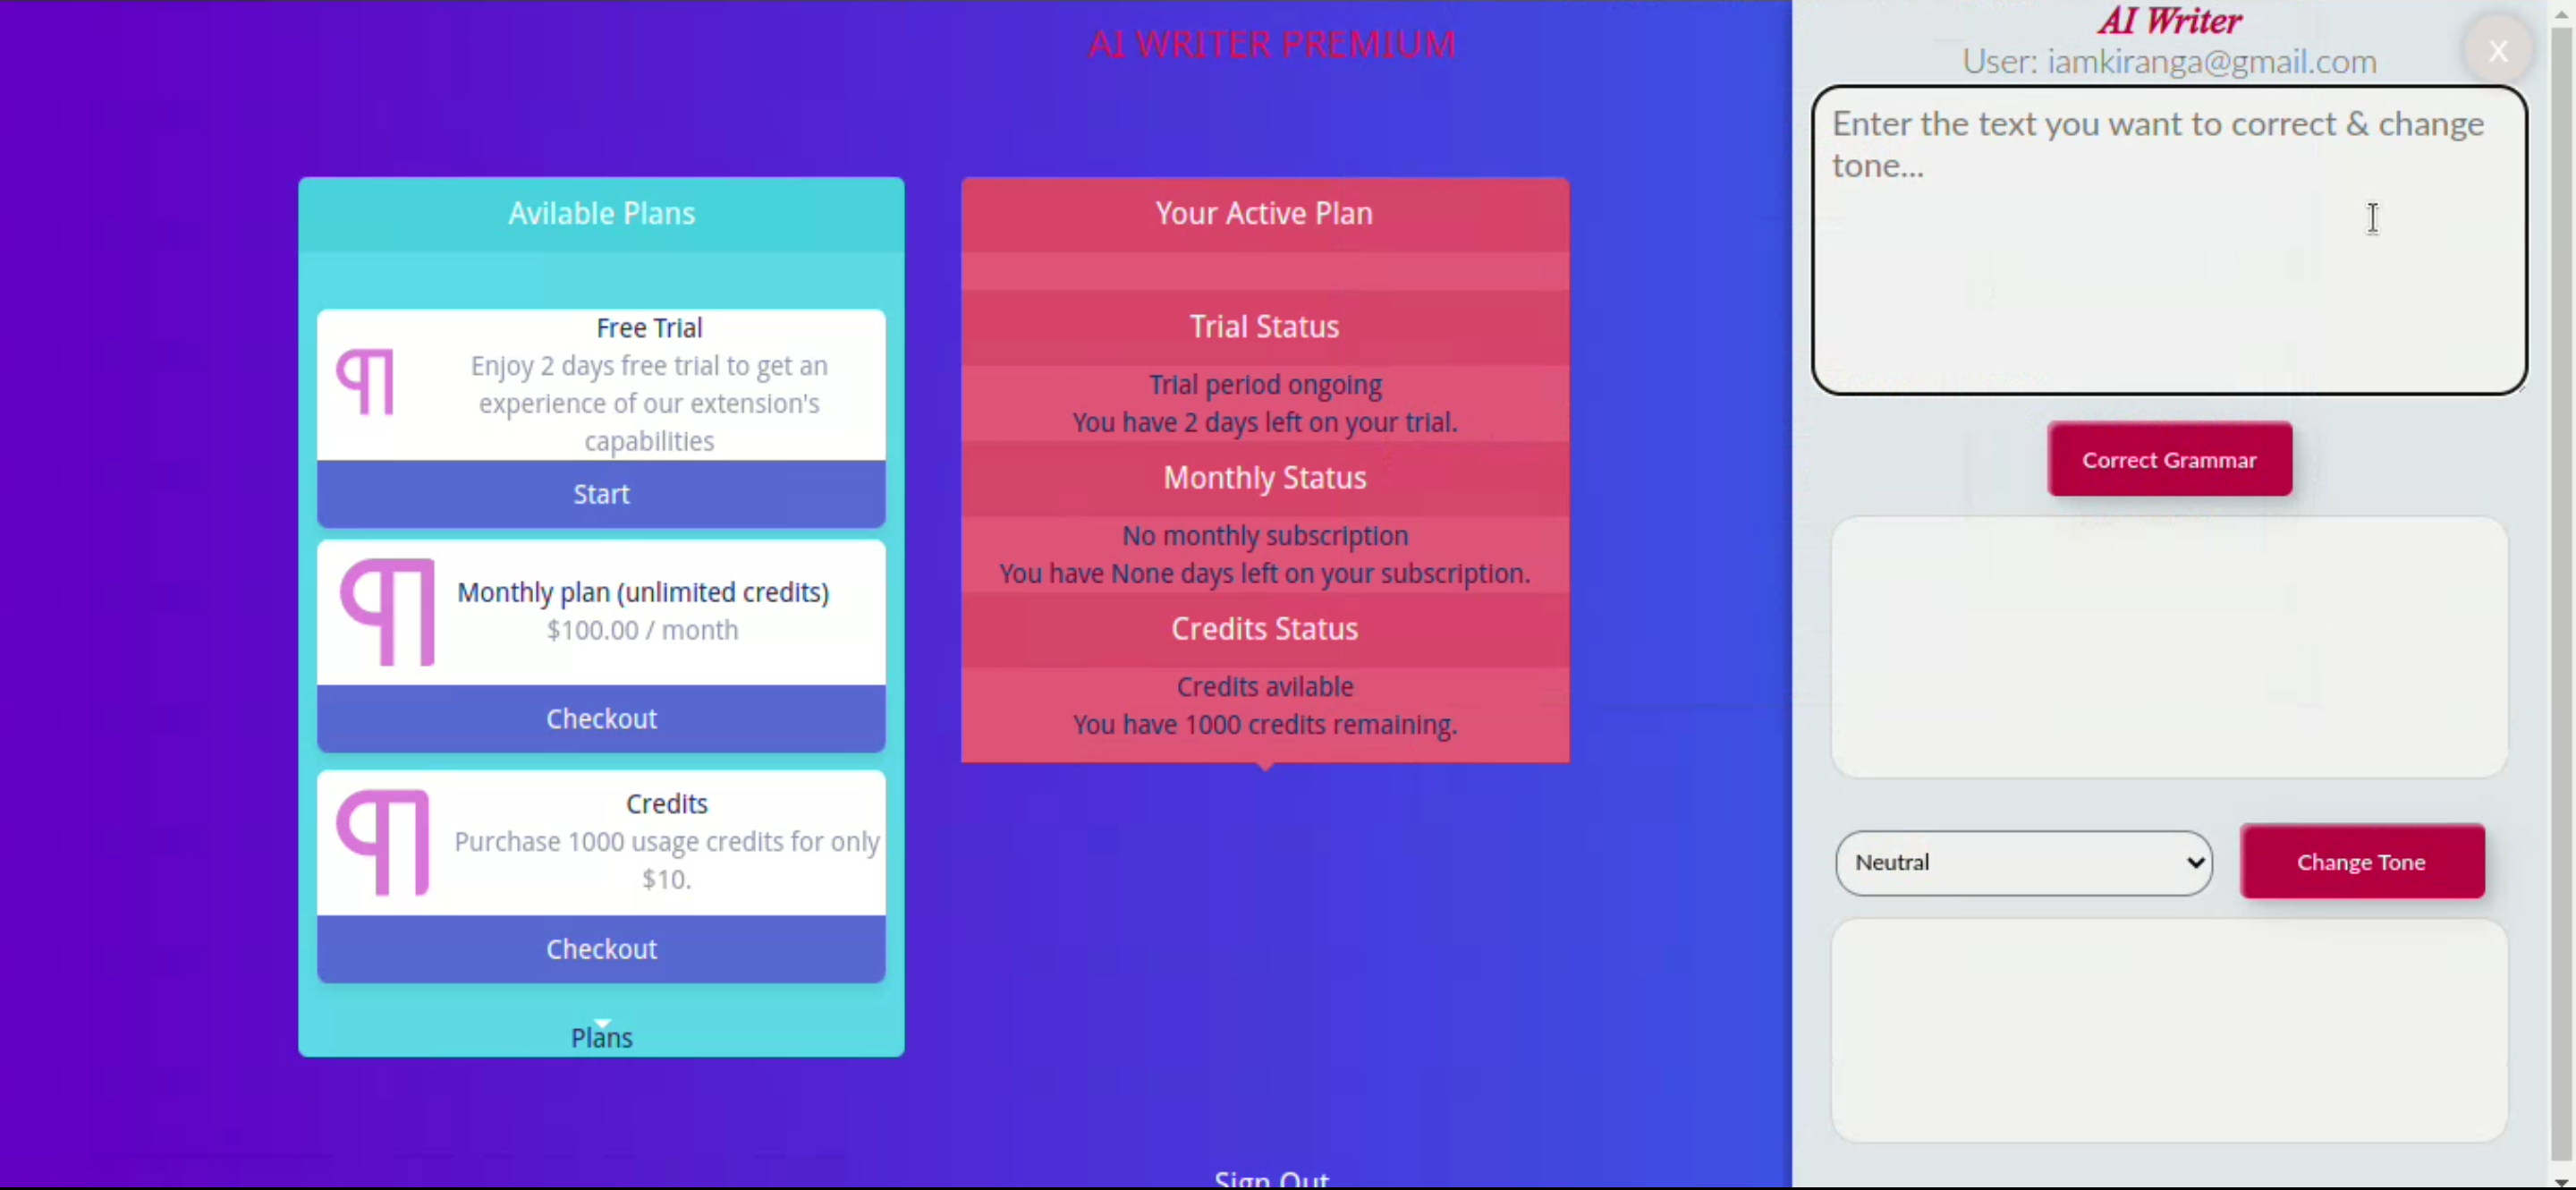 AI WRITER PREMIUM
Avilable Plans
Free Trial
Enjoy 2 days free trial to get an
experience of our extension's
capabilities
Start
Monthly plan (unlimited credits)
$100.00 / month
Checkout
Credits
Purchase 1000 usage credits for only
$10.
Checkout
Plans
Your Active Plan
Trial Status
Trial period ongoing
You have 2 days left on your trial.
Monthly Status
No monthly subscription
You have None days left on your subscription.
Credits Status
Credits avilable
You have 1000 credits remaining.
Sign Out
AI Writer
User: iamkiranga@gmail.com
X
Enter the text you want to correct & change
tone...
Correct Grammar
Neutral
Change Tone